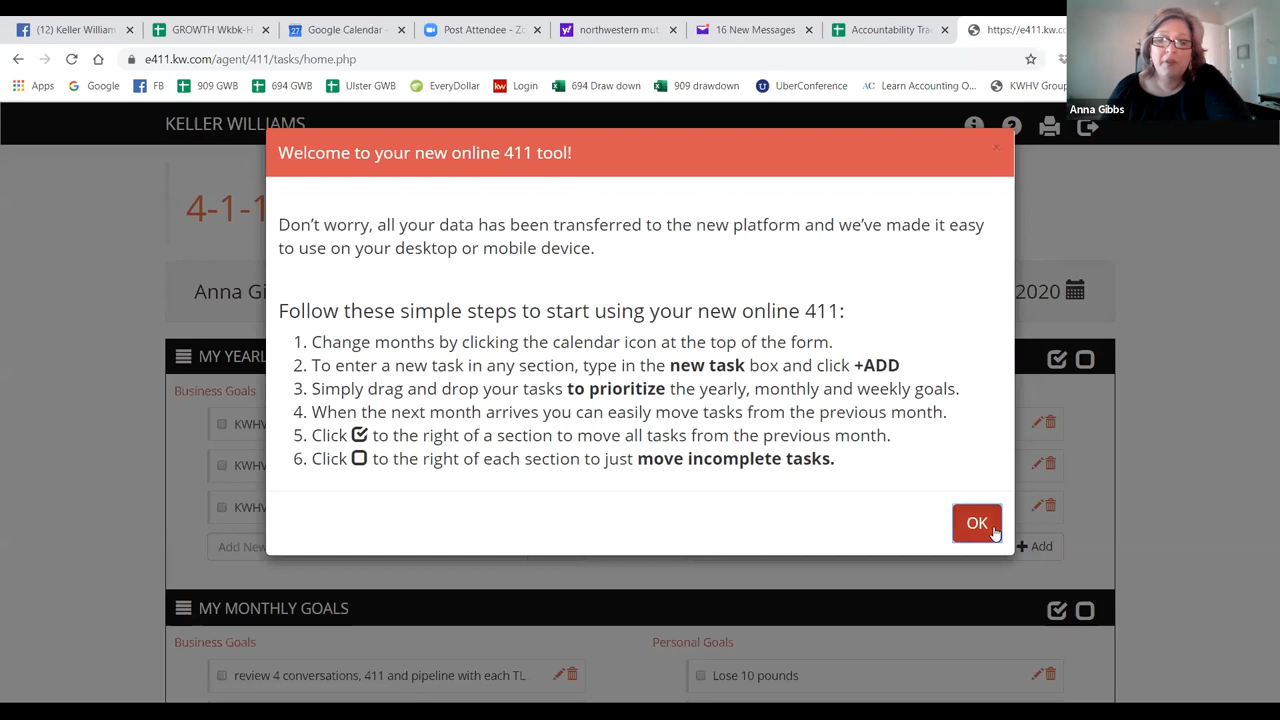 (12) Keller William
GROWTH Wkbk-H
Google Calendar -
Post Attendee - Zo
northwestern mut
16 New Messages
Accountability Trac
https://e411.kw.co
e411.kw.com/agent/411/tasks/home.php
Apps
Google
FB
909 GWB
694 GWB
Ulster GWB
EveryDollar
Login
694 Draw down
909 drawdown
UberConference
AC Learn Accounting O...
KWHV Group
Anna Gibbs
KELLER WILLIAMS
Welcome to your new online 411 tool!
×
4-1-1
Don't worry, all your data has been transferred to the new platform and we've made it easy
to use on your desktop or mobile device.
Anna Gi
2020
Follow these simple steps to start using your new online 411:
1. Change months by clicking the calendar icon at the top of the form.
2. To enter a new task in any section, type in the new task box and click +ADD
3. Simply drag and drop your tasks to prioritize the yearly, monthly and weekly goals.
4. When the next month arrives you can easily move tasks from the previous month.
5. Click to the right of a section to move all tasks from the previous month.
6. Click to the right of each section to just move incomplete tasks.
OK
MY YEARL
Business Goals
KWHV
KWHV
KWHV
Add New
+ Add
MY MONTHLY GOALS
Business Goals
Personal Goals
review 4 conversations, 411 and pipeline with each TL
Lose 10 pounds